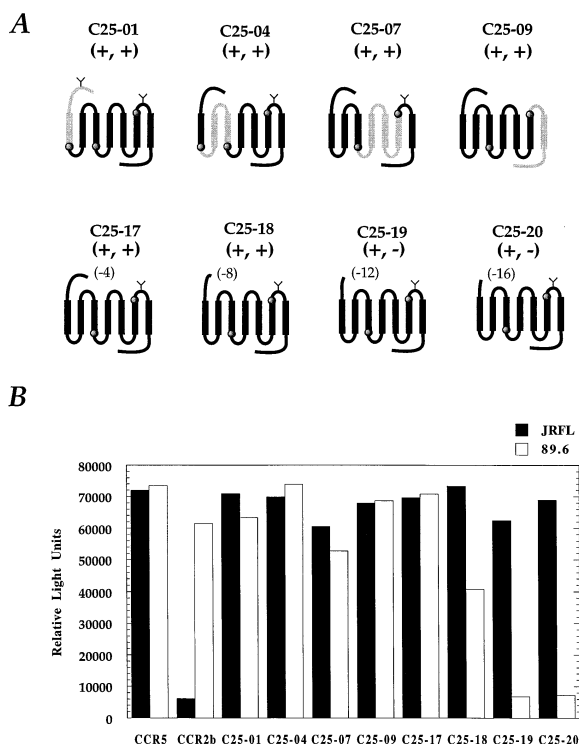 A
C25-01 C25-04 C25-07 C25-09
(+, +) (+, +) (+, +) (+, +)
C25-17 C25-18 C25-19 C25-20
(+, +) (+, +) (+, -) (+, -)
(-4) (-8) (-12) (-16)
B
JRFL
89.6
Relative Light Units
80000
70000
60000
50000
40000
30000
20000
10000
0
CCR5 CCR2b C25-01 C25-04 C25-07 C25-09 C25-17 C25-18 C25-19 C25-20